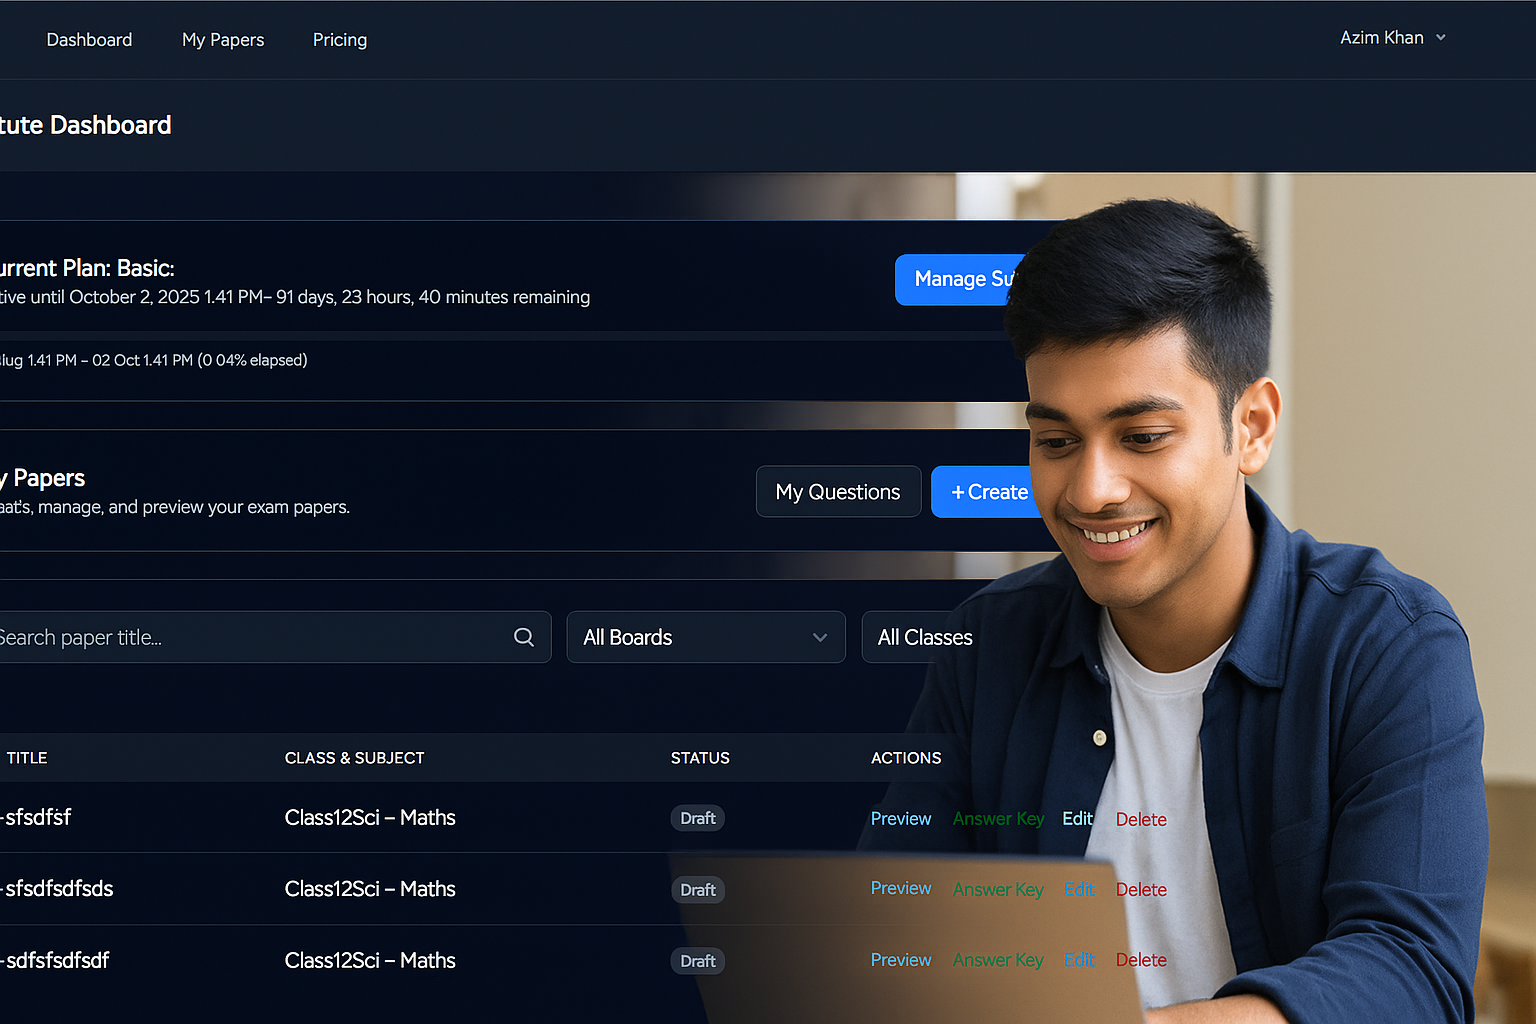 Dashboard My Papers Pricing Azim Khan
tute Dashboard
urrent Plan: Basic:
tive until October 2, 2025 1.41 PM– 91 days, 23 hours, 40 minutes remaining
Manage Su
lug 1.41 PM – 02 Oct 1.41 PM (0 04% elapsed)
y Papers
aat's, manage, and preview your exam papers.
My Questions + Create
Search paper title... All Boards All Classes
TITLE CLASS & SUBJECT STATUS ACTIONS
-sfsdfsf Class12Sci – Maths Draft Preview Answer Key Edit Delete
-sfsdfsdfsds Class12Sci – Maths Draft Preview Answer Key Edit Delete
-sdfsfsdfsdf Class12Sci – Maths Draft Preview Answer Key Edit Delete